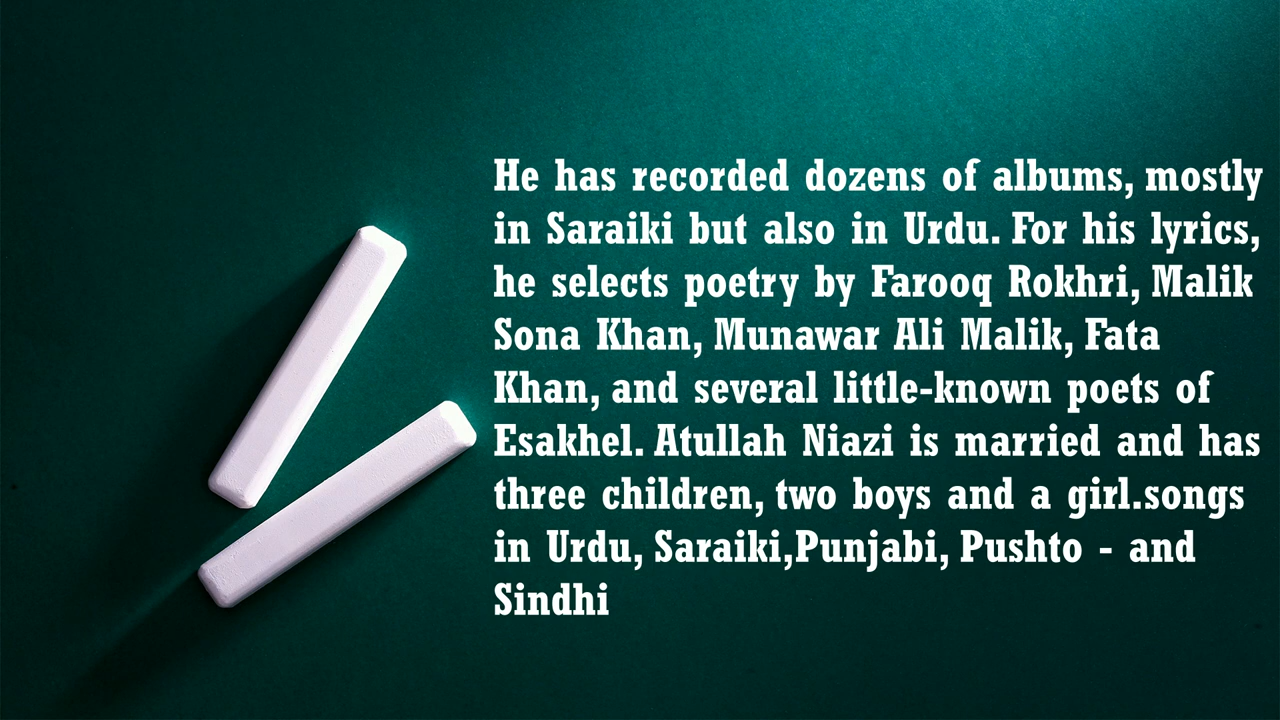 He has recorded dozens of albums, mostly
in Saraiki but also in Urdu. For his lyrics,
he selects poetry by Farooq Rokhri, Malik
Sona Khan, Munawar Ali Malik, Fata
Khan, and several little-known poets of
Esakhel. Atullah Niazi is married and has
three children, two boys and a girl.songs
in Urdu, Saraiki,Punjabi, Pushto - and
Sindhi